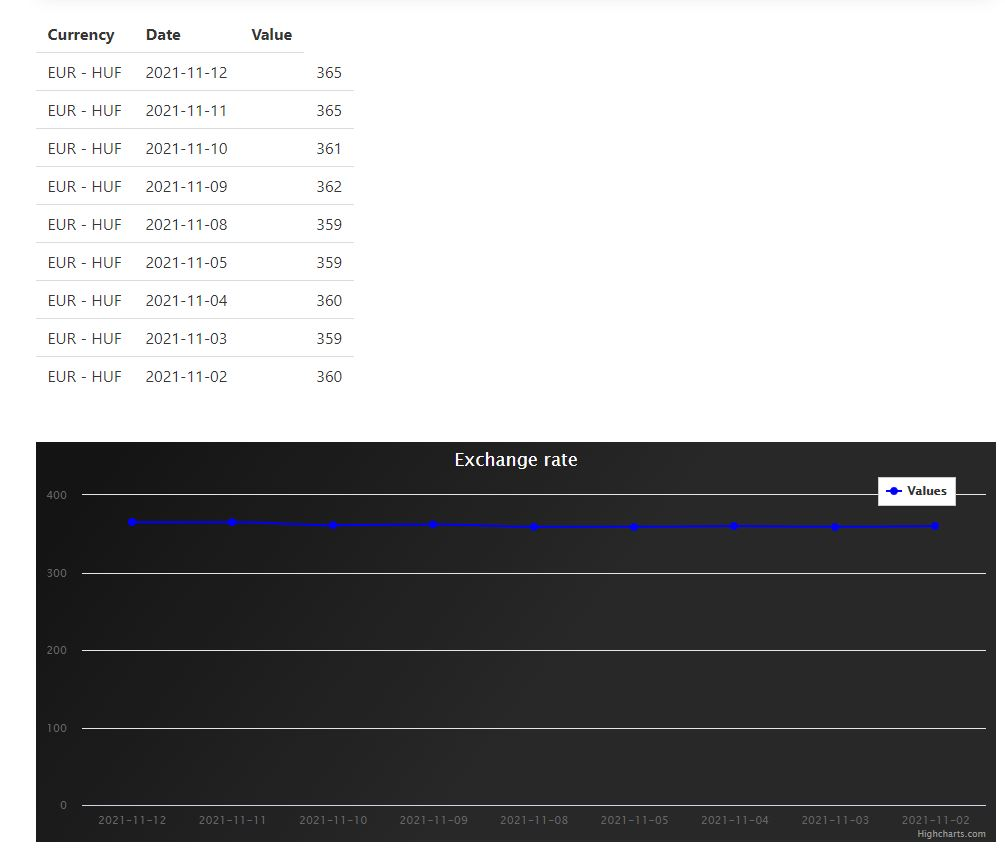 Currency Date Value
EUR - HUF 2021-11-12 365
EUR - HUF 2021-11-11 365
EUR - HUF 2021-11-10 361
EUR - HUF 2021-11-09 362
EUR - HUF 2021-11-08 359
EUR - HUF 2021-11-05 359
EUR - HUF 2021-11-04 360
EUR - HUF 2021-11-03 359
EUR - HUF 2021-11-02 360
Exchange rate
Values
400
300
200
100
0
2021-11-12 2021-11-11 2021-11-10 2021-11-09 2021-11-08 2021-11-05 2021-11-04 2021-11-03 2021-11-02
Highcharts.com